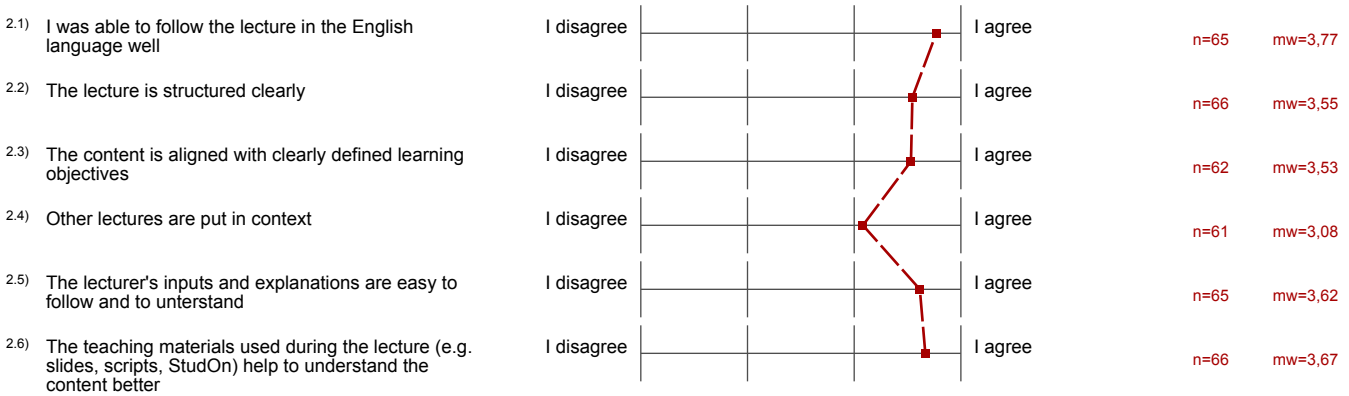 2.1) I was able to follow the lecture in the English
language well
I disagree
I agree
n=65
mw=3,77
2.2) The lecture is structured clearly
I disagree
I agree
n=66
mw=3,55
2.3) The content is aligned with clearly defined learning
objectives
I disagree
I agree
n=62
mw=3,53
2.4) Other lectures are put in context
I disagree
I agree
n=61
mw=3,08
2.5) The lecturer's inputs and explanations are easy to
follow and to unterstand
I disagree
I agree
n=65
mw=3,62
2.6) The teaching materials used during the lecture (e.g.
slides, scripts, StudOn) help to understand the
content better
I disagree
I agree
n=66
mw=3,67